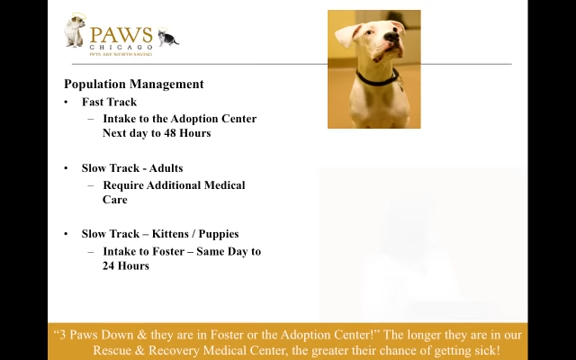 PAWS
CHICAGO
PETS ARE WORTH SAVING
Population Management
• Fast Track
– Intake to the Adoption Center
Next day to 48 Hours
• Slow Track - Adults
– Require Additional Medical
Care
• Slow Track – Kittens / Puppies
– Intake to Foster – Same Day to
24 Hours
“3 Paws Down & they are in Foster or the Adoption Center!” The longer they are in our
Rescue & Recovery Medical Center, the greater their chance of getting sick!